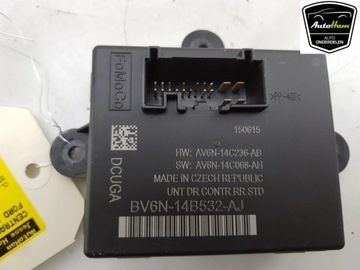 AutoHam
AUTO
ONDERDELEN
FoMoCo
>PP-
150615
DCUGA
HW: AV6N-14C236-AB
SW: AV6N-14C068-AH
MADE IN CZECH REPUBLIC
UNT DR CONTR RR STD
BV6N-14B532-AJ
FORD